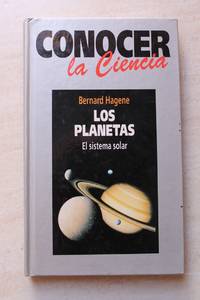 CONOCER
la Ciencia
Bernard Hagene
LOS
PLANETAS
El sistema solar